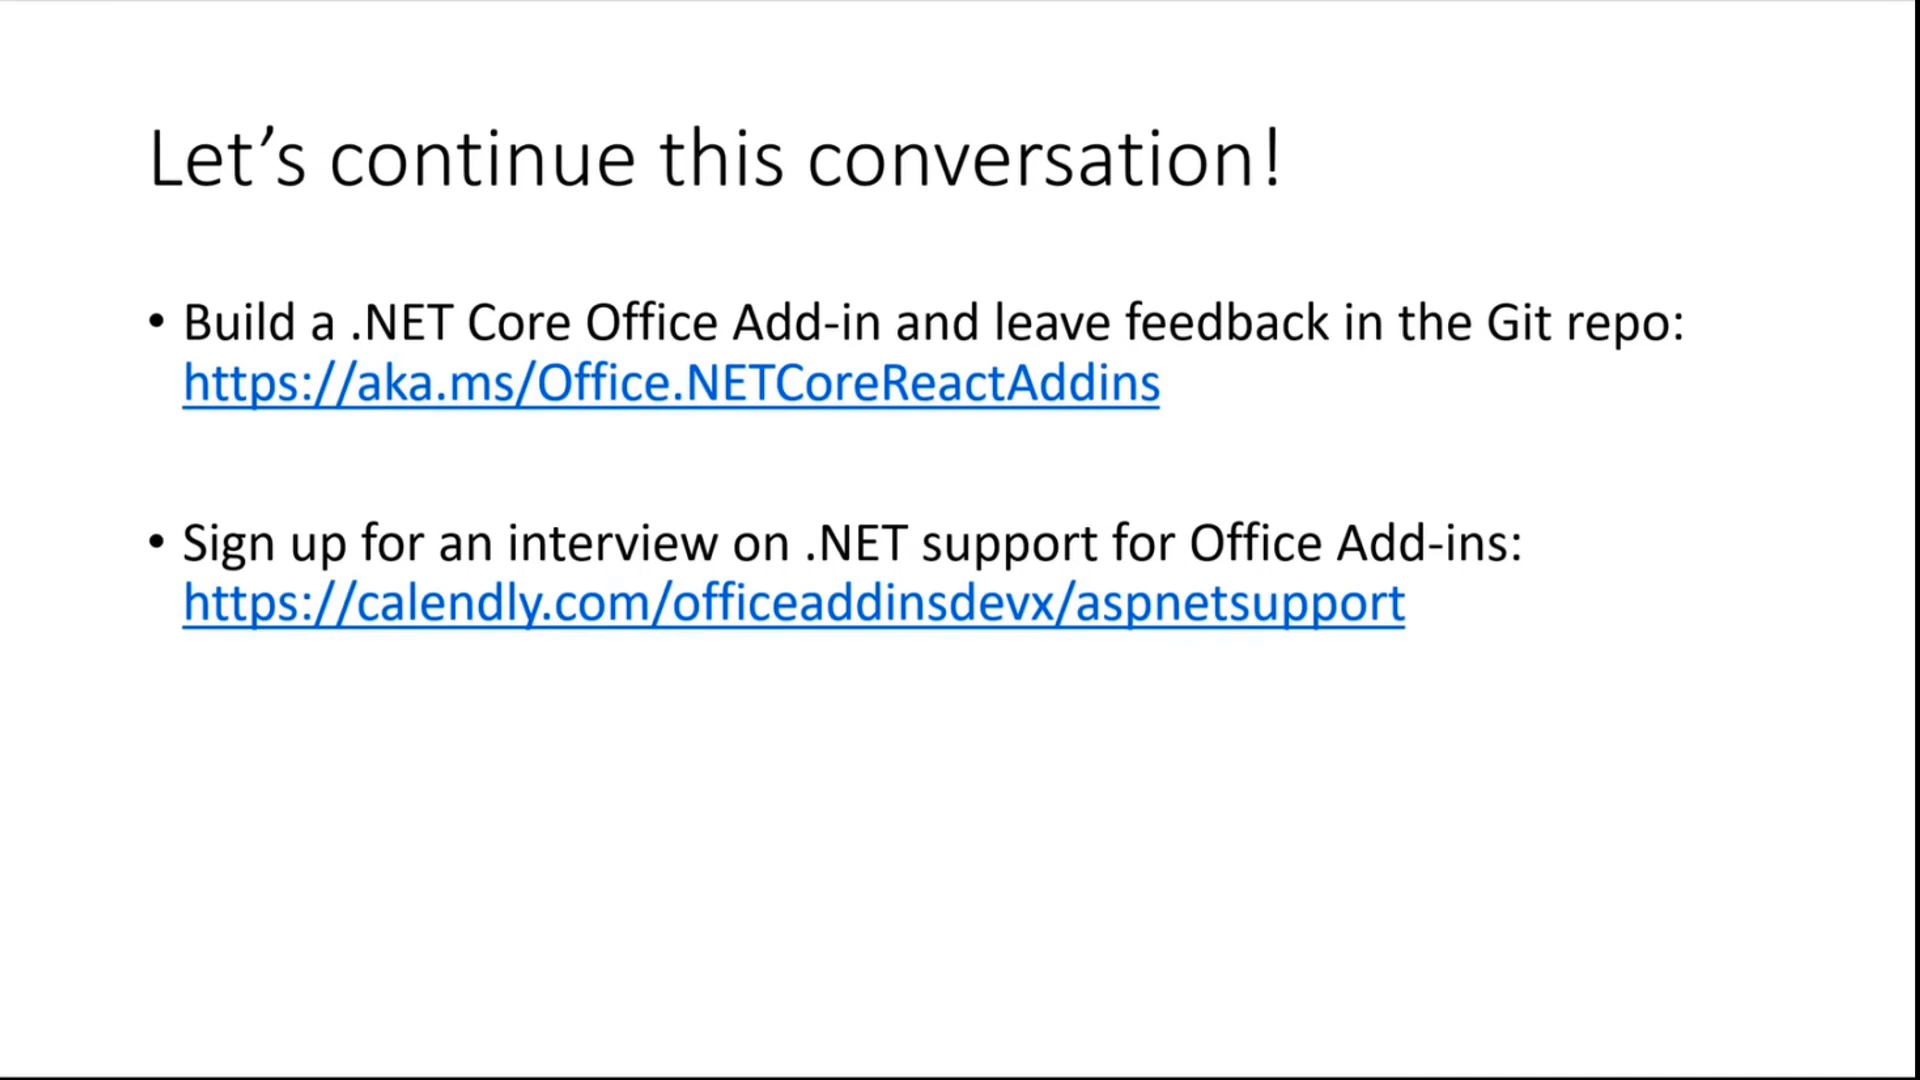 Let’s continue this conversation!
• Build a .NET Core Office Add-in and leave feedback in the Git repo:
https://aka.ms/Office.NETCoreReactAddins
• Sign up for an interview on .NET support for Office Add-ins:
https://calendly.com/officeaddinsdevx/aspnetsupport